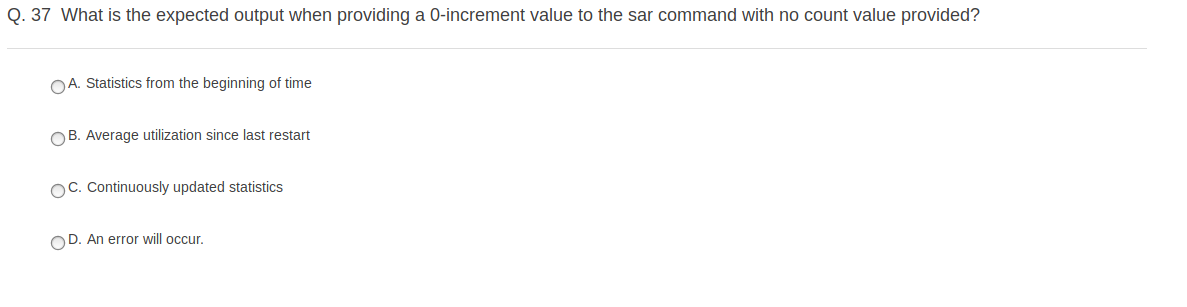 Q. 37 What is the expected output when providing a 0-increment value to the sar command with no count value provided?
A. Statistics from the beginning of time
B. Average utilization since last restart
C. Continuously updated statistics
D. An error will occur.